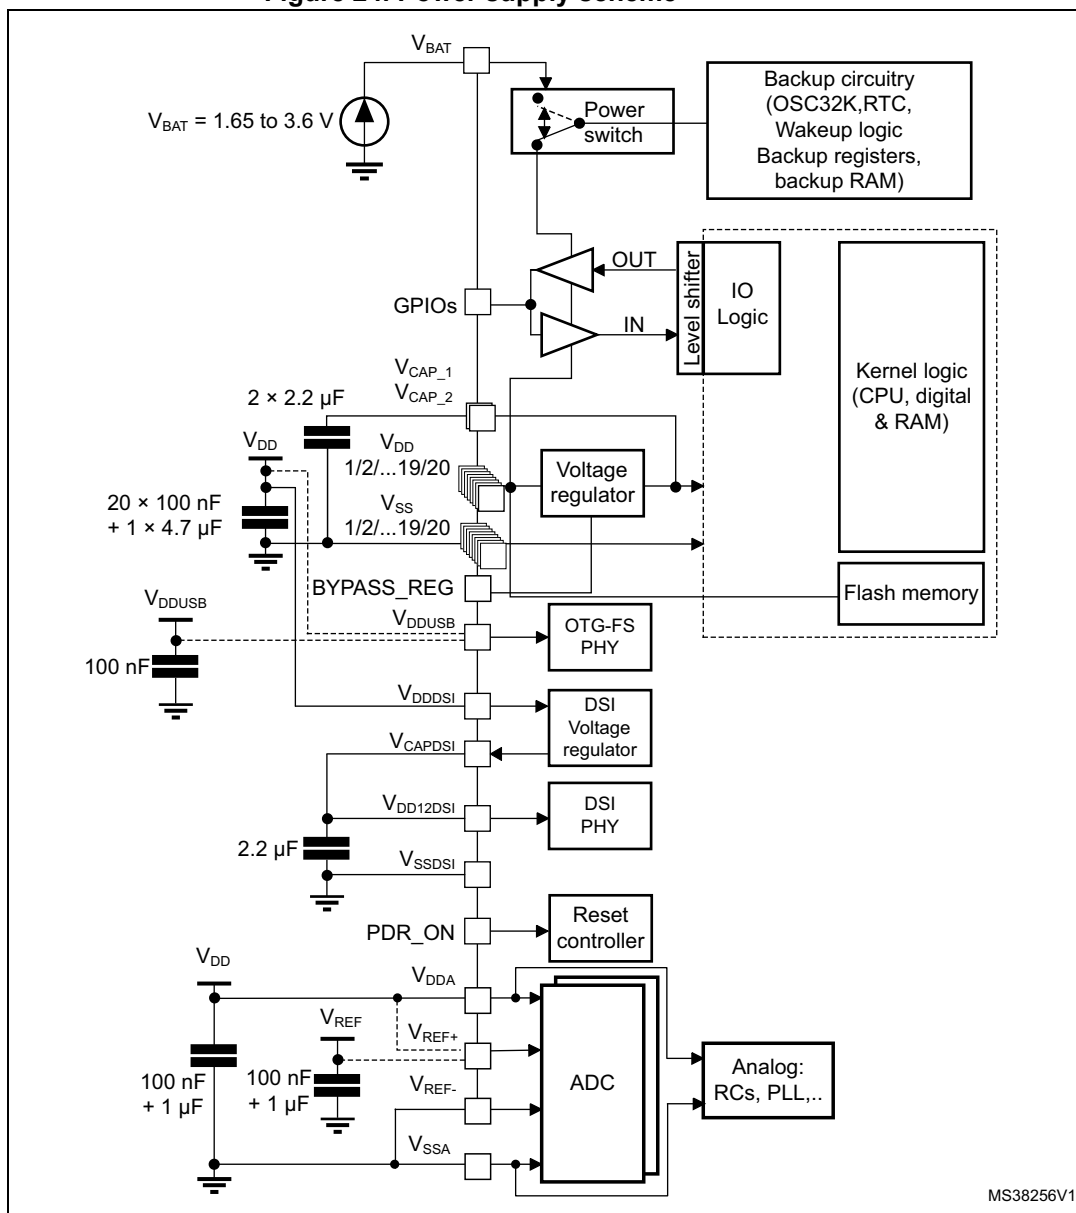 VBAT
VBAT = 1.65 to 3.6 V
Power
switch
Backup circuitry
(OSC32K,RTC,
Wakeup logic
Backup registers,
backup RAM)
OUT
GPIOs
IN
Level shifter
IO
Logic
Kernel logic
(CPU, digital
& RAM)
VCAP_1
VCAP_2
2 × 2.2 µF
VDD
VDD
1/2/...19/20
Voltage
regulator
20 × 100 nF
+ 1 × 4.7 µF
VSS
1/2/...19/20
BYPASS_REG
Flash memory
VDDUSB
VDDUSB
OTG-FS
PHY
100 nF
VDDDSI
DSI
Voltage
regulator
VCAPDSI
VDD12DSI
DSI
PHY
2.2 µF
VSSDSI
PDR_ON
Reset
controller
VDD
VDDA
VREF
VREF+
100 nF
+ 1 µF
100 nF
+ 1 µF
VREF-
ADC
Analog:
RCs, PLL,..
VSSA
MS38256V1